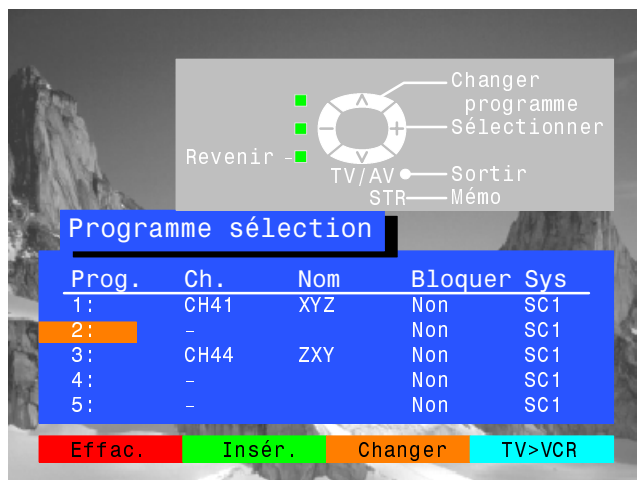 Changer
programme
Sélectionner
Revenir
TV/AV
Sortir
STR
Mémo
Programme sélection
Prog. Ch. Nom Bloquer Sys
1: CH41 XYZ Non SC1
2: – Non SC1
3: CH44 ZXY Non SC1
4: – Non SC1
5: – Non SC1
Effac. Insér. Changer TV>VCR